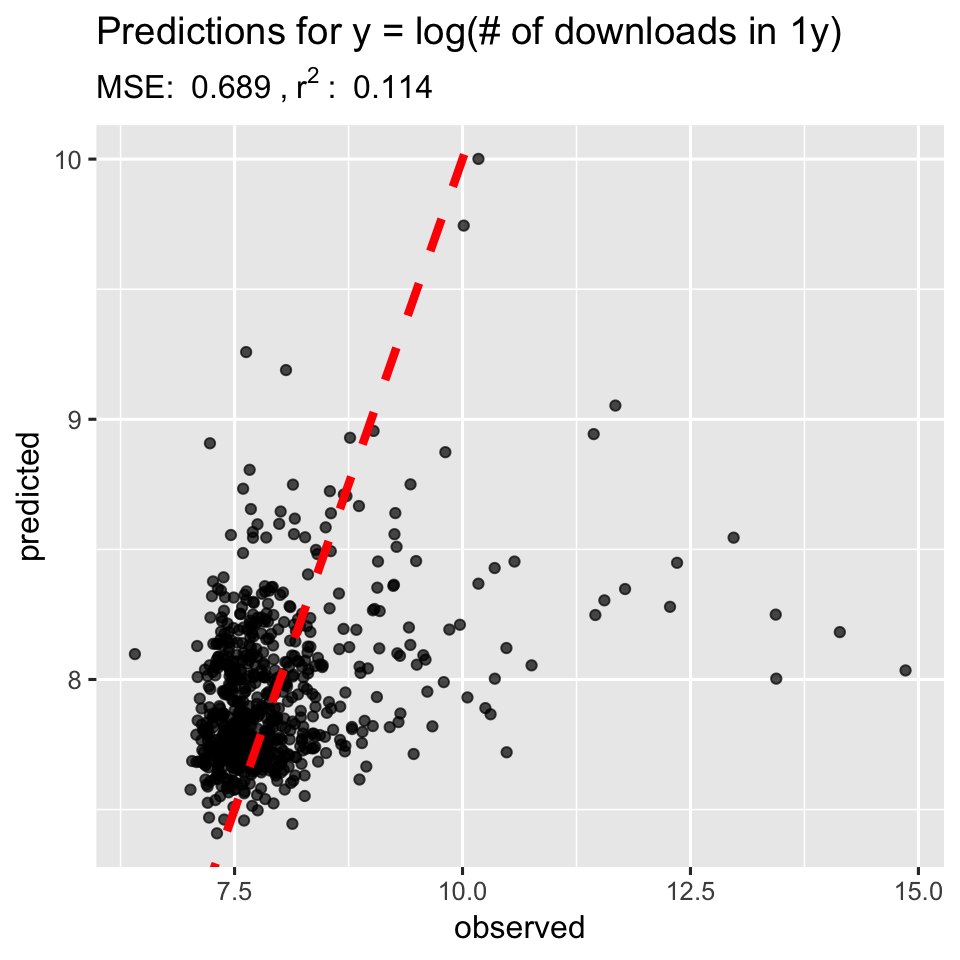 Predictions for y = log(# of downloads in 1y)
MSE:  0.689 , r² :  0.114
10
9
8
predicted
7.5 10.0 12.5 15.0
observed